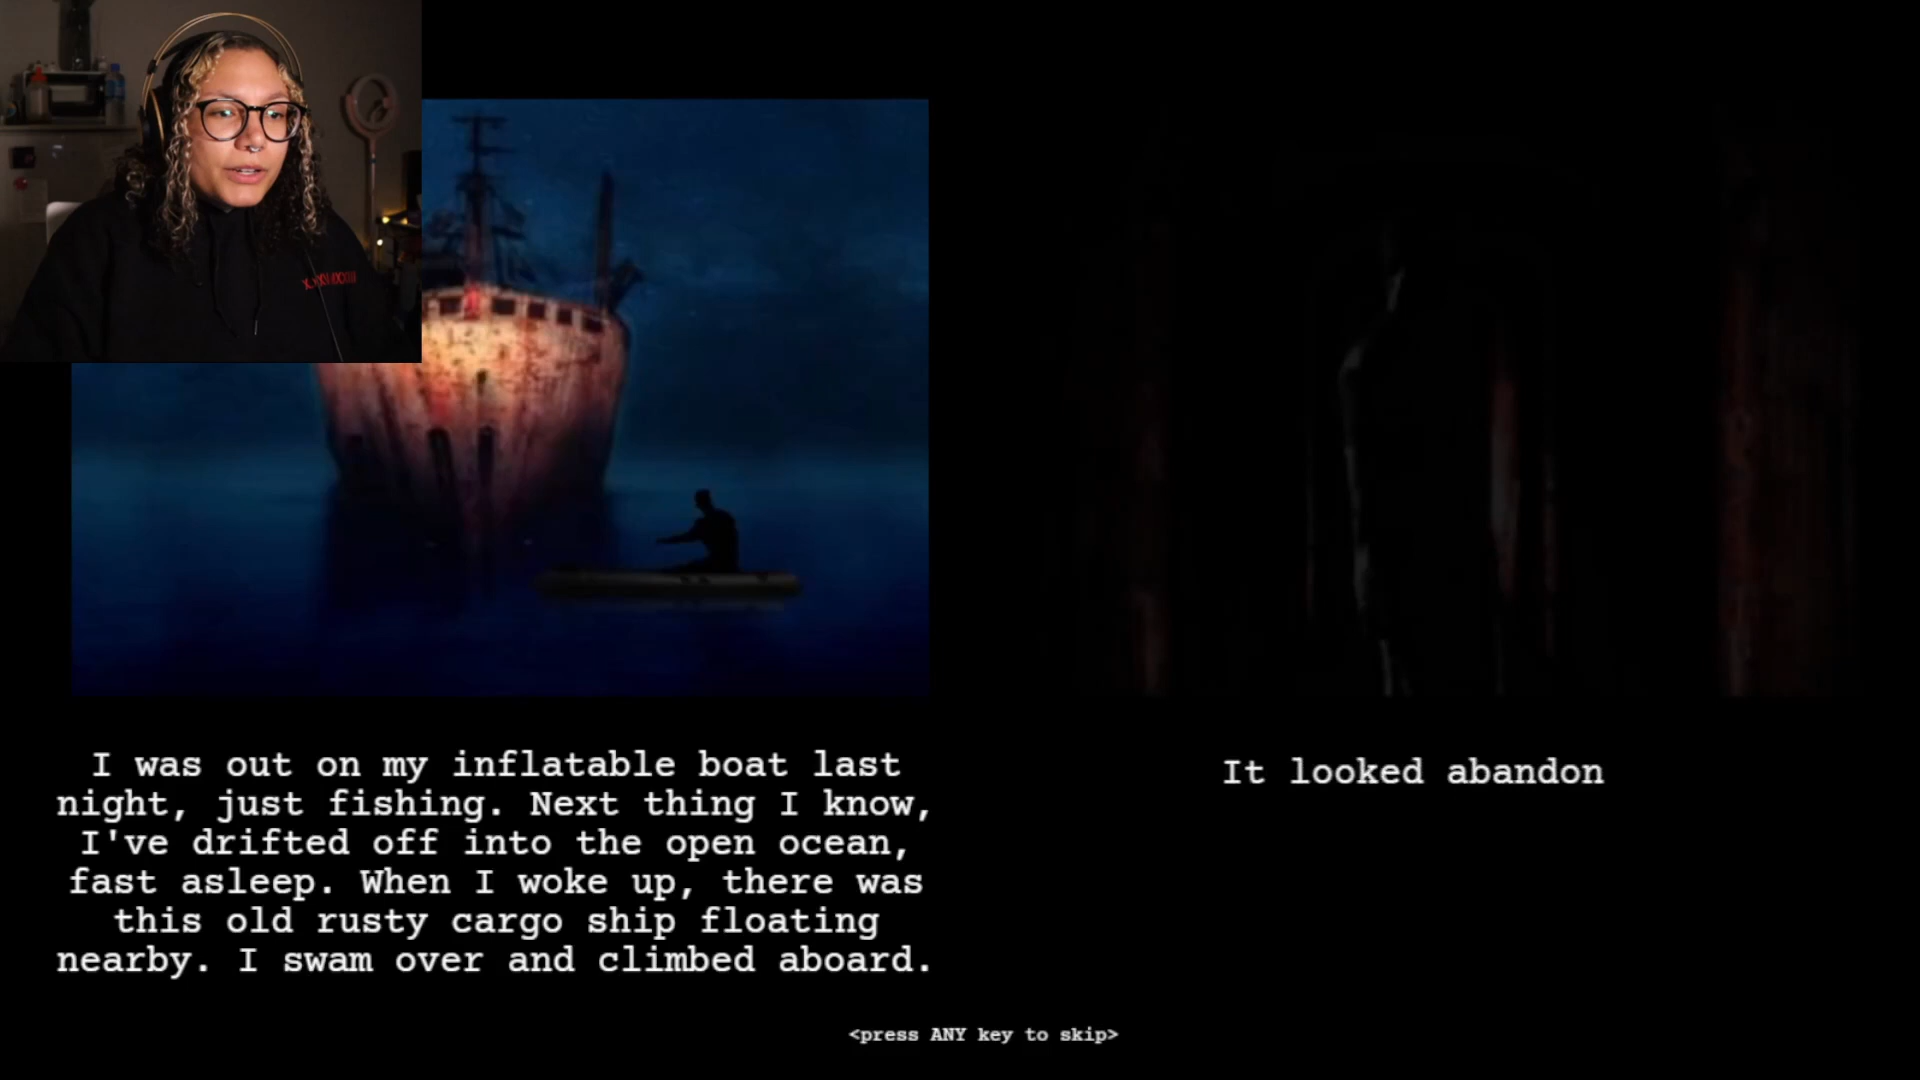 I was out on my inflatable boat last
night, just fishing. Next thing I know,
I've drifted off into the open ocean,
fast asleep. When I woke up, there was
this old rusty cargo ship floating
nearby. I swam over and climbed aboard.
It looked abandon
<press ANY key to skip>